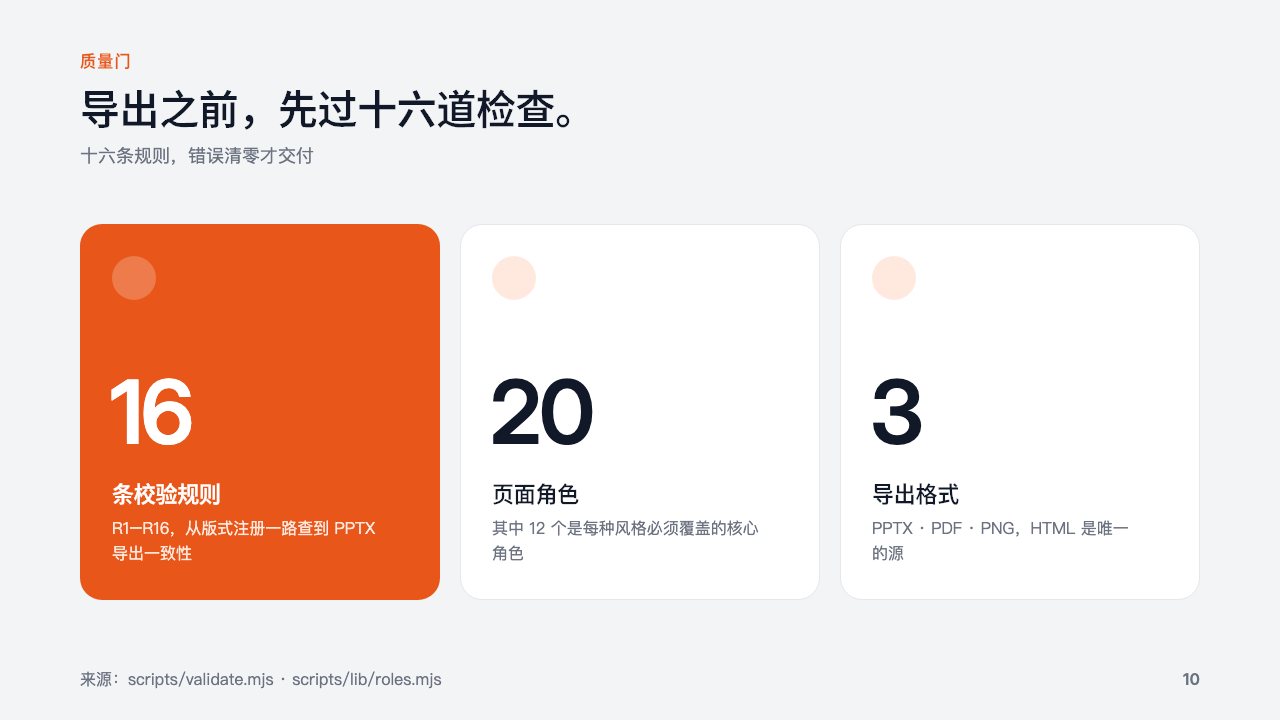 质量门
导出之前，先过十六道检查。
十六条规则，错误清零才交付
16
条校验规则
R1—R16，从版式注册一路查到 PPTX
导出一致性
20
页面角色
其中 12 个是每种风格必须覆盖的核心
角色
3
导出格式
PPTX · PDF · PNG，HTML 是唯一
的源
来源：scripts/validate.mjs · scripts/lib/roles.mjs
10